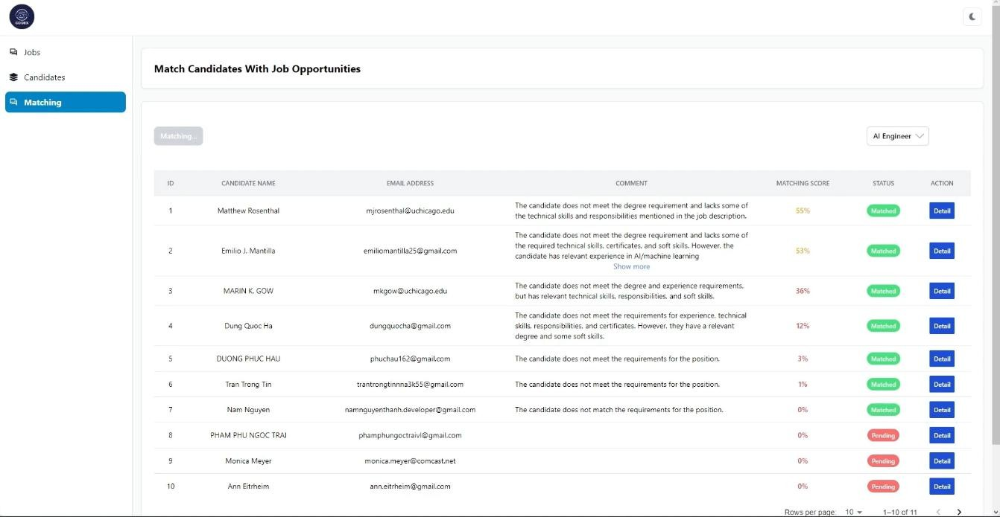 CODEX
Jobs
Candidates
Matching
Match Candidates With Job Opportunities
Matching...
AI Engineer
ID CANDIDATE NAME EMAIL ADDRESS COMMENT MATCHING SCORE STATUS ACTION
1 Matthew Rosenthal mjrosenthal@uchicago.edu The candidate does not meet the degree requirement and lacks some of
the technical skills and responsibilities mentioned in the job description. 55% Matched Detail
2 Emilio J. Mantilla emiliomantilla25@gmail.com The candidate does not meet the degree requirement and lacks some of
the required technical skills, certificates, and soft skills. However, the
candidate has relevant experience in AI/machine learning 53% Matched Detail
Show more
3 MARIN K. GOW mkgow@uchicago.edu The candidate does not meet the degree and experience requirements,
but has relevant technical skills, responsibilities, and soft skills. 36% Matched Detail
4 Dung Quoc Ha dungquocha@gmail.com The candidate does not meet the requirements for experience, technical
skills, responsibilities, and certificates. However, they have a relevant
degree and some soft skills. 12% Matched Detail
5 DUONG PHUC HAU phuchau162@gmail.com The candidate does not meet the requirements for the position. 3% Matched Detail
6 Tran Trong Tin trantrongtinnna3k55@gmail.com The candidate does not meet the requirements for the position. 1% Matched Detail
7 Nam Nguyen namnguyenthanh.developer@gmail.com The candidate does not match the requirements for the position. 0% Matched Detail
8 PHAM PHU NGOC TRAI phamphungoctraivl@gmail.com 0% Pending Detail
9 Monica Meyer monica.meyer@comcast.net 0% Pending Detail
10 Ann Eitrheim ann.eitrheim@gmail.com 0% Pending Detail
Rows per page: 10 1–10 of 11